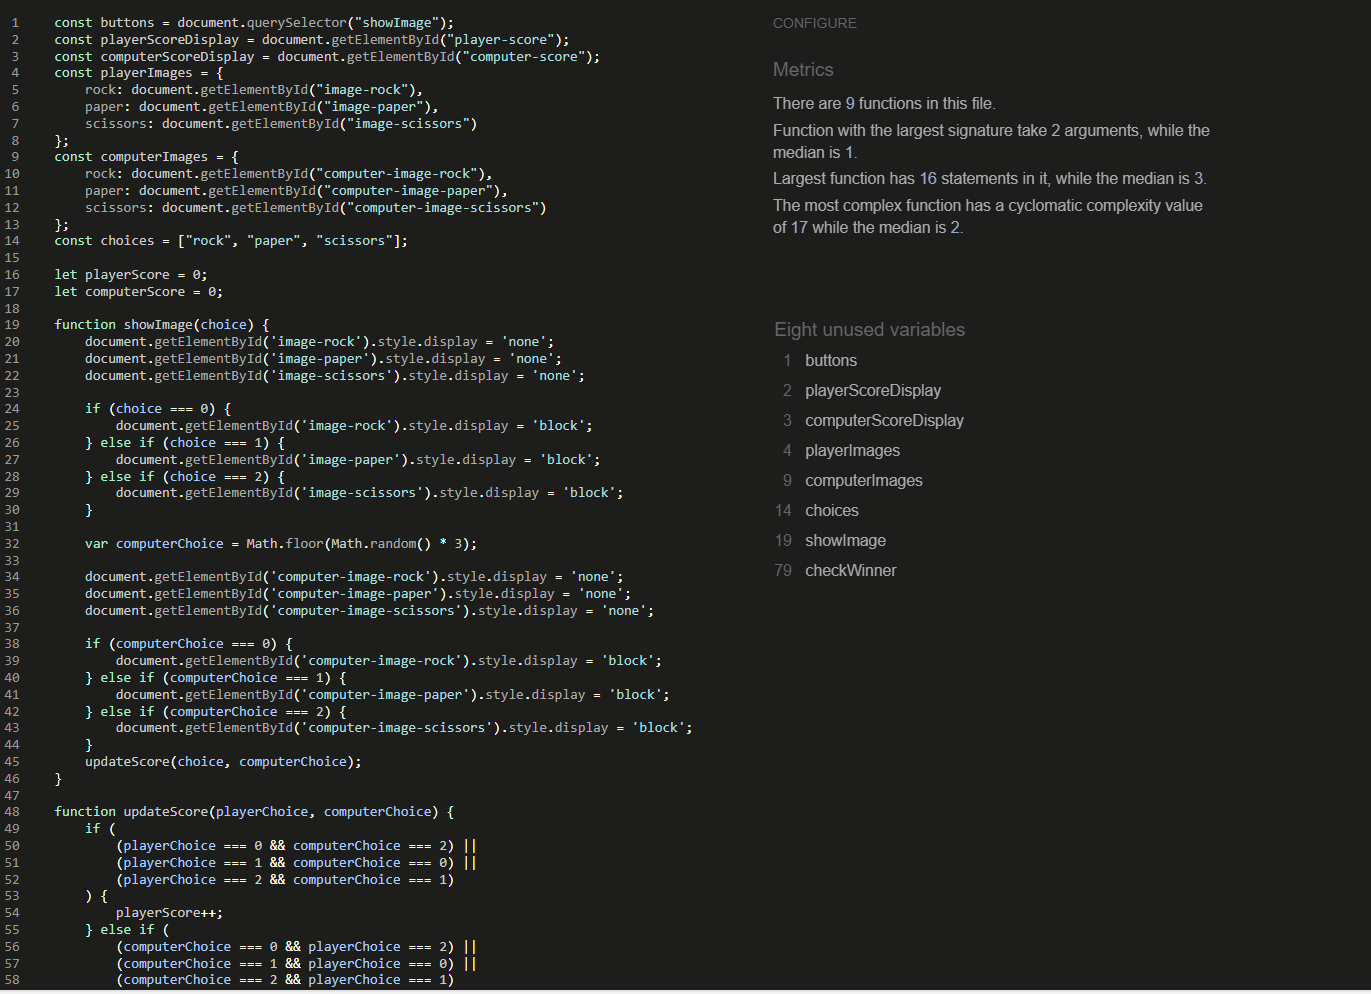 1 const buttons = document.querySelector("showImage");
2 const playerScoreDisplay = document.getElementById("player-score");
3 const computerScoreDisplay = document.getElementById("computer-score");
4 const playerImages = {
5 rock: document.getElementById("image-rock"),
6 paper: document.getElementById("image-paper"),
7 scissors: document.getElementById("image-scissors")
8 };
9 const computerImages = {
10 rock: document.getElementById("computer-image-rock"),
11 paper: document.getElementById("computer-image-paper"),
12 scissors: document.getElementById("computer-image-scissors")
13 };
14 const choices = ["rock", "paper", "scissors"];
15
16 let playerScore = 0;
17 let computerScore = 0;
18
19 function showImage(choice) {
20 document.getElementById('image-rock').style.display = 'none';
21 document.getElementById('image-paper').style.display = 'none';
22 document.getElementById('image-scissors').style.display = 'none';
23
24 if (choice === 0) {
25 document.getElementById('image-rock').style.display = 'block';
26 } else if (choice === 1) {
27 document.getElementById('image-paper').style.display = 'block';
28 } else if (choice === 2) {
29 document.getElementById('image-scissors').style.display = 'block';
30 }
31
32 var computerChoice = Math.floor(Math.random() * 3);
33
34 document.getElementById('computer-image-rock').style.display = 'none';
35 document.getElementById('computer-image-paper').style.display = 'none';
36 document.getElementById('computer-image-scissors').style.display = 'none';
37
38 if (computerChoice === 0) {
39 document.getElementById('computer-image-rock').style.display = 'block';
40 } else if (computerChoice === 1) {
41 document.getElementById('computer-image-paper').style.display = 'block';
42 } else if (computerChoice === 2) {
43 document.getElementById('computer-image-scissors').style.display = 'block';
44 }
45 updateScore(choice, computerChoice);
46 }
47
48 function updateScore(playerChoice, computerChoice) {
49 if (
50 (playerChoice === 0 && computerChoice === 2) ||
51 (playerChoice === 1 && computerChoice === 0) ||
52 (playerChoice === 2 && computerChoice === 1)
53 ) {
54 playerScore++;
55 } else if (
56 (computerChoice === 0 && playerChoice === 2) ||
57 (computerChoice === 1 && playerChoice === 0) ||
58 (computerChoice === 2 && playerChoice === 1)
CONFIGURE
Metrics
There are 9 functions in this file.
Function with the largest signature take 2 arguments, while the
median is 1.
Largest function has 16 statements in it, while the median is 3.
The most complex function has a cyclomatic complexity value
of 17 while the median is 2.
Eight unused variables
1 buttons
2 playerScoreDisplay
3 computerScoreDisplay
4 playerImages
9 computerImages
14 choices
19 showImage
79 checkWinner